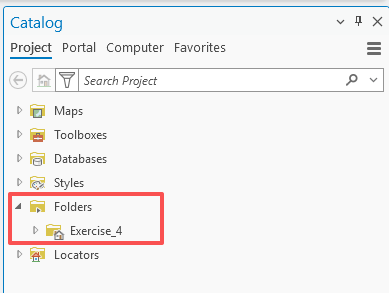 Catalog
Project Portal Computer Favorites
Search Project
Maps
Toolboxes
Databases
Styles
Folders
Exercise_4
Locators